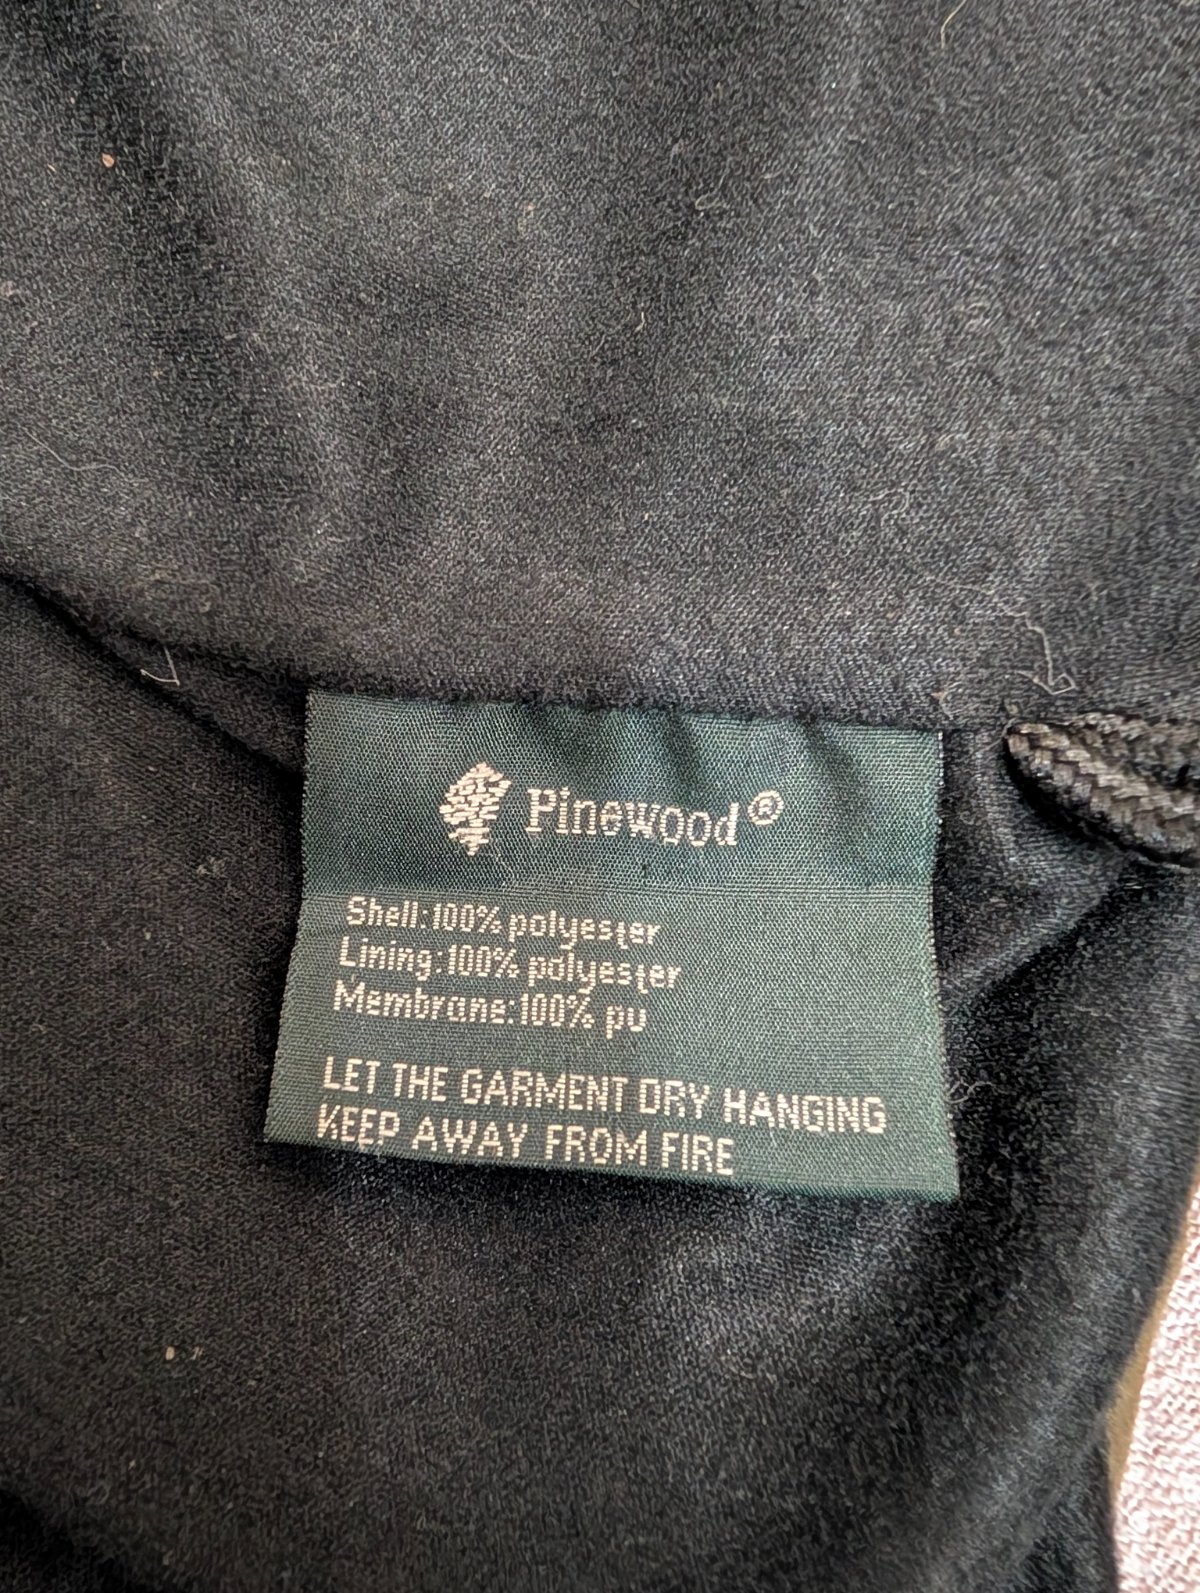 Pinewood®
Shell:100% polyester
Lining:100% polyester
Membrane:100% pu
LET THE GARMENT DRY HANGING
KEEP AWAY FROM FIRE